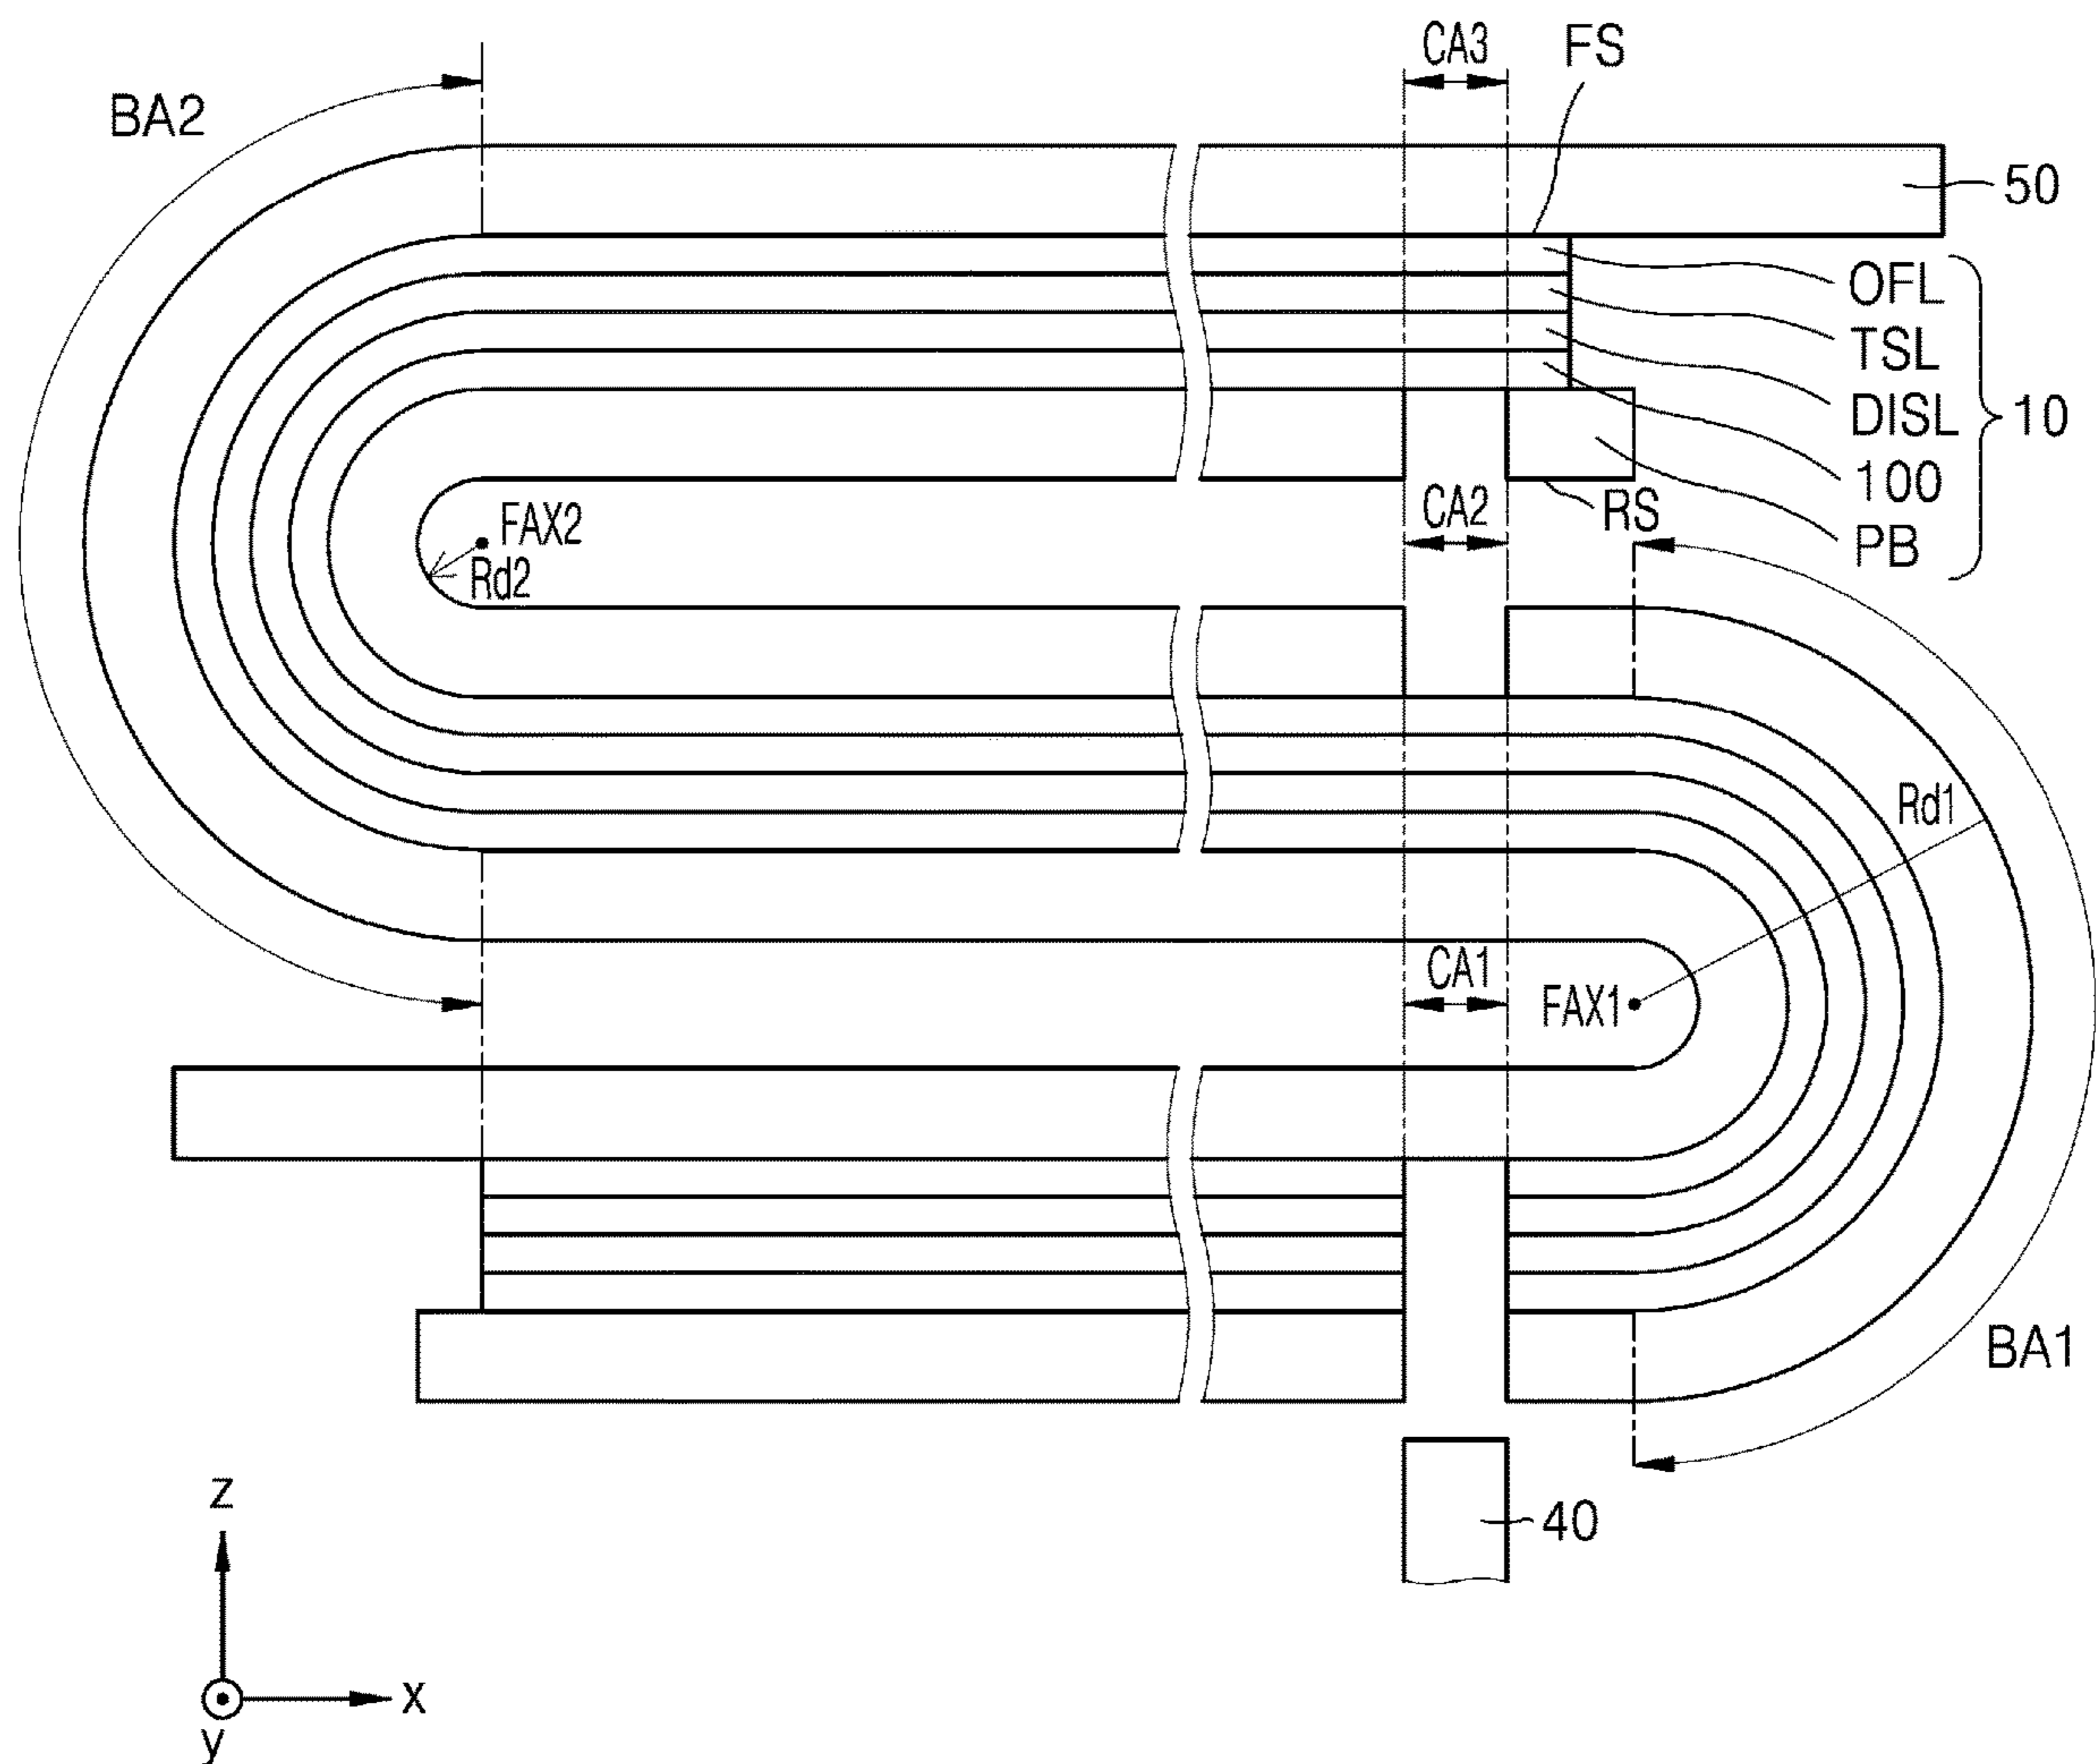 CA3
FS
BA2
50
OFL
TSL
DISL
10
100
RS
PB
CA2
FAX2
Rd2
Rd1
CA1
FAX1
BA1
40
z
x
y